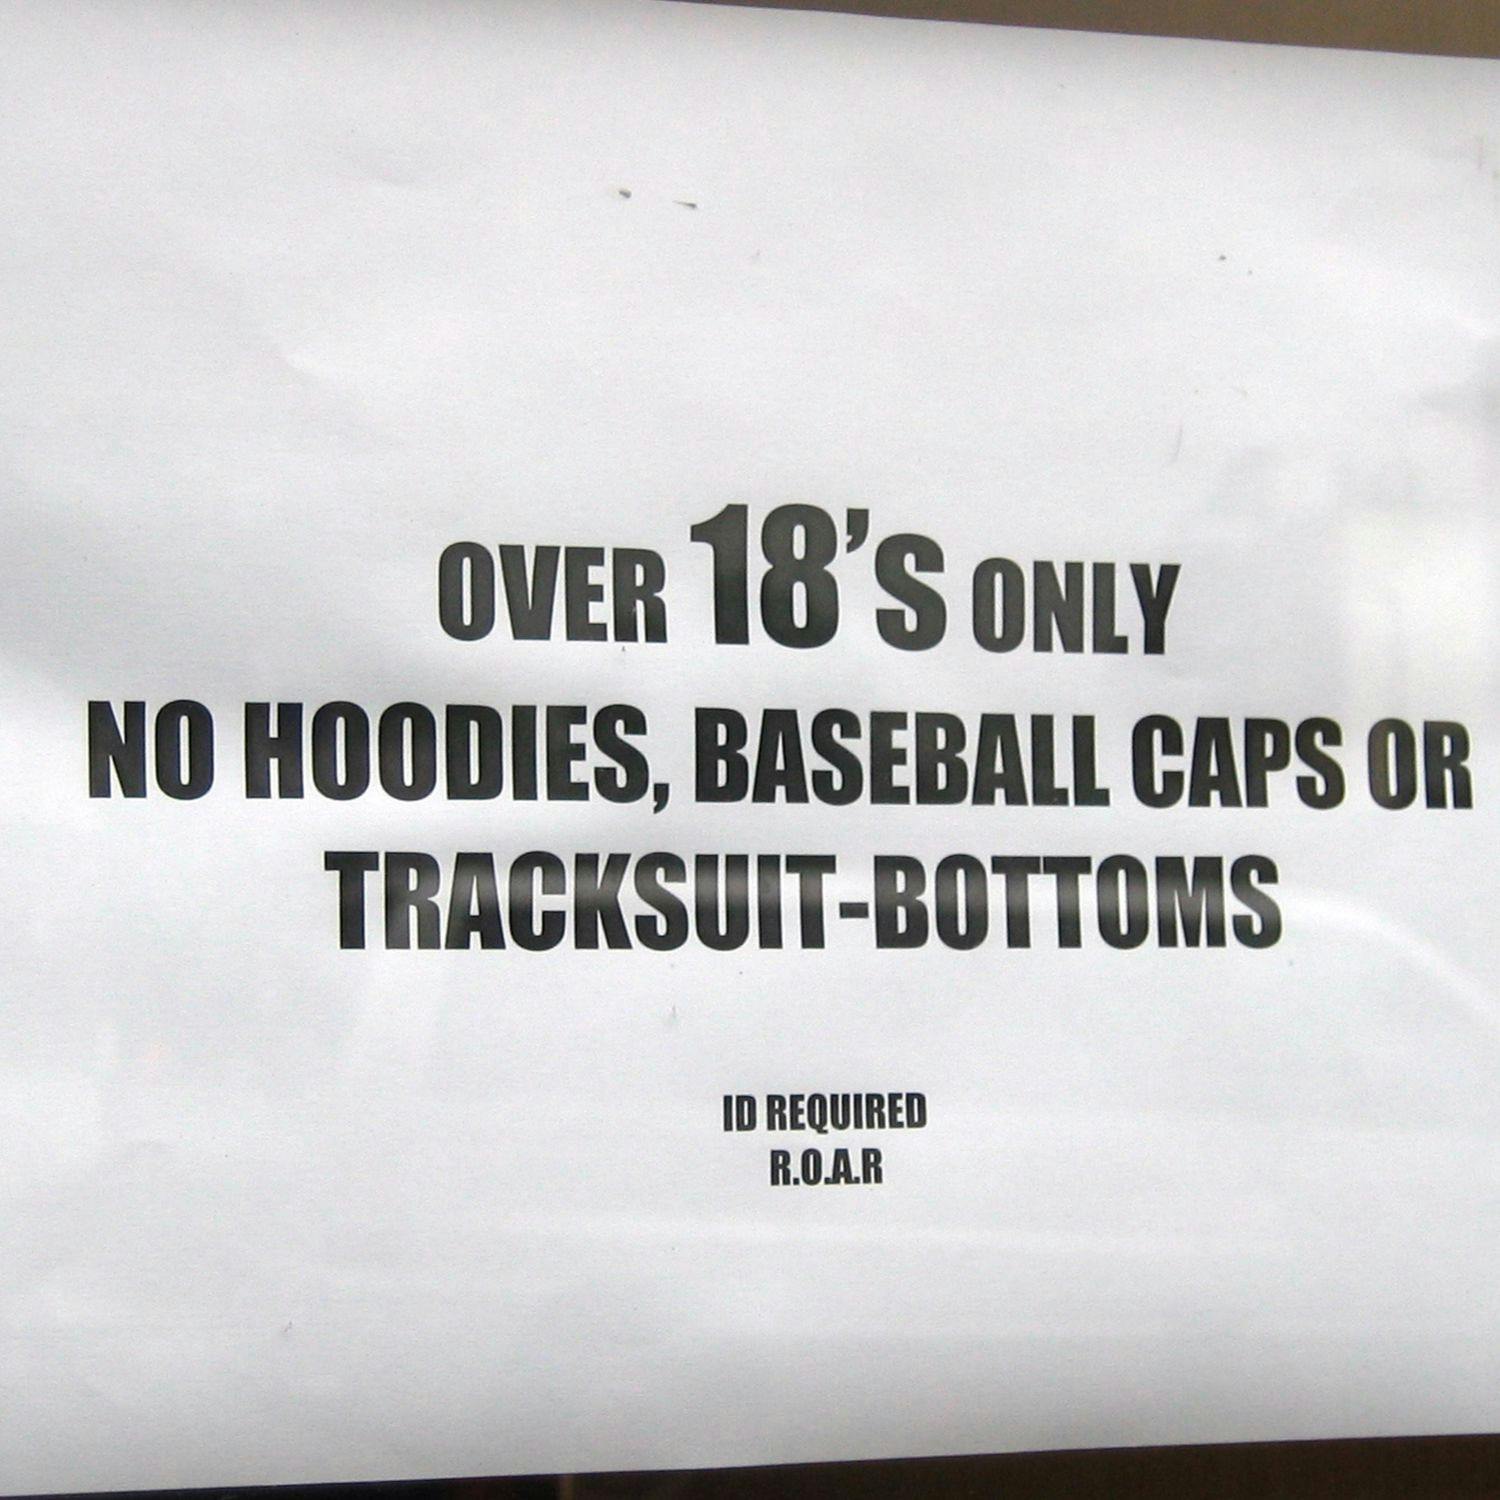 OVER 18'S ONLY
NO HOODIES, BASEBALL CAPS OR
TRACKSUIT-BOTTOMS
ID REQUIRED
R.O.A.R